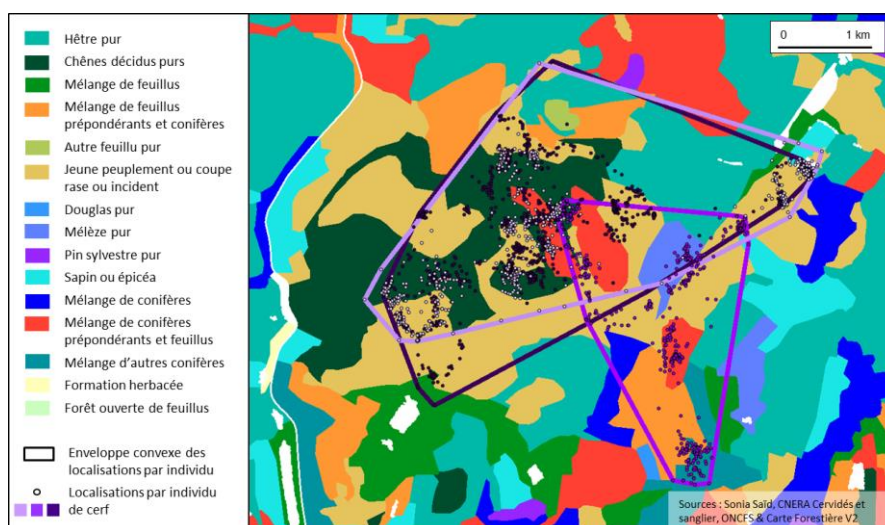 Hêtre pur
Chênes décidus purs
Mélange de feuillus
Mélange de feuillus
prépondérants et conifères
Autre feuillu pur
Jeune peuplement ou coupe
rase ou incident
Douglas pur
Mélèze pur
Pin sylvestre pur
Sapin ou épicéa
Mélange de conifères
Mélange de conifères
prépondérants et feuillus
Mélange d'autres conifères
Formation herbacée
Forêt ouverte de feuillus
Enveloppe convexe des
localisations par individu
Localisations par individu
de cerf
0 1 km
Sources : Sonia Saïd, CNERA Cervidés et
sanglier, ONCFS & Carte Forestière V2